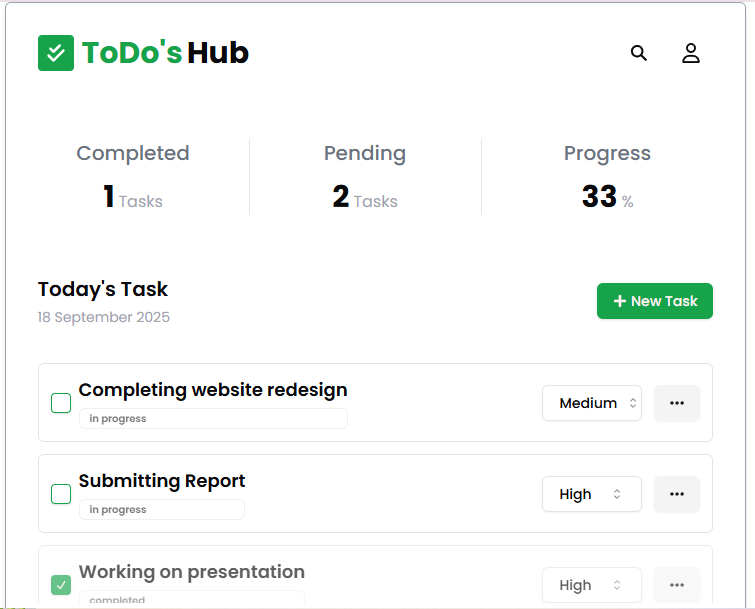 ToDo's Hub
Completed
1 Tasks
Pending
2 Tasks
Progress
33 %
Today's Task
18 September 2025
+ New Task
Completing website redesign
in progress
Medium
Submitting Report
in progress
High
Working on presentation
completed
High